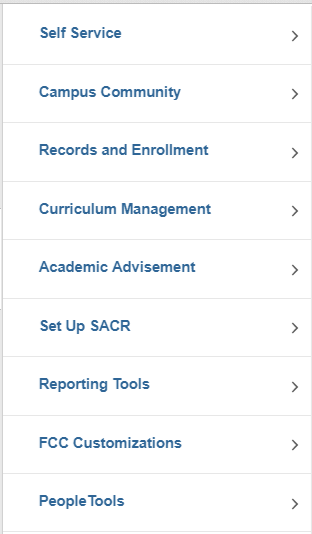 Self Service
Campus Community
Records and Enrollment
Curriculum Management
Academic Advisement
Set Up SACR
Reporting Tools
FCC Customizations
PeopleTools